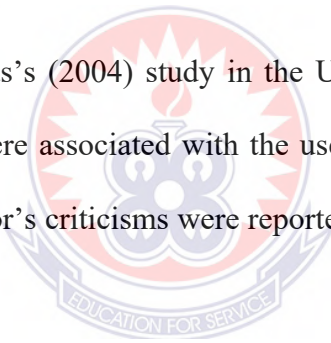 s's (2004) study in the U
ere associated with the use
or's criticisms were reporte
EDUCATION FOR SERVICE